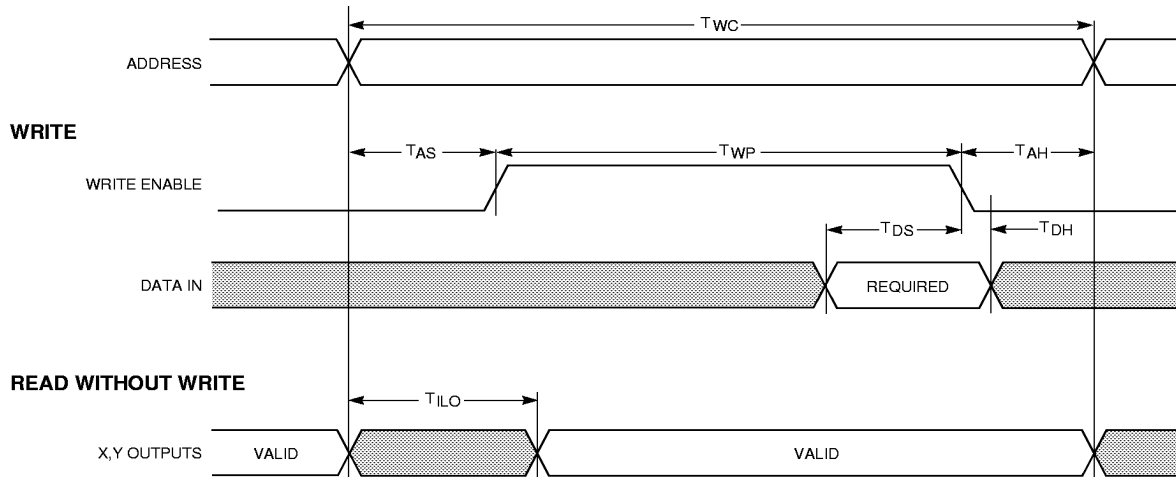 TWC
ADDRESS
WRITE
TAS
TWP
TAH
WRITE ENABLE
TDS
TDH
DATA IN
REQUIRED
READ WITHOUT WRITE
TILO
X,Y OUTPUTS
VALID
VALID